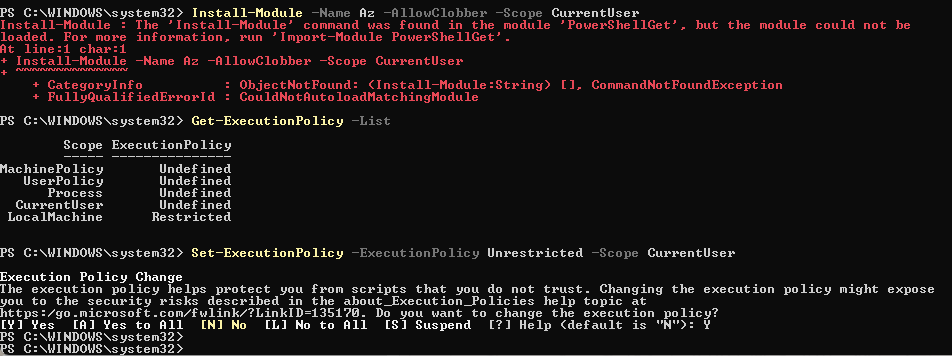 PS C:\WINDOWS\system32> Install-Module -Name Az -AllowClobber -Scope CurrentUser
Install-Module : The 'Install-Module' command was found in the module 'PowerShellGet', but the module could not be
loaded. For more information, run 'Import-Module PowerShellGet'.
At line:1 char:1
+ Install-Module -Name Az -AllowClobber -Scope CurrentUser
+ ~~~~~~~~~~~~~~
+ CategoryInfo : ObjectNotFound: (Install-Module:String) [], CommandNotFoundException
+ FullyQualifiedErrorId : CouldNotAutoloadMatchingModule
PS C:\WINDOWS\system32> Get-ExecutionPolicy -List
Scope ExecutionPolicy
----- ---------------
MachinePolicy Undefined
UserPolicy Undefined
Process Undefined
CurrentUser Undefined
LocalMachine Restricted
PS C:\WINDOWS\system32> Set-ExecutionPolicy -ExecutionPolicy Unrestricted -Scope CurrentUser
Execution Policy Change
The execution policy helps protect you from scripts that you do not trust. Changing the execution policy might expose
you to the security risks described in the about_Execution_Policies help topic at
https:/go.microsoft.com/fwlink/?LinkID=135170. Do you want to change the execution policy?
[Y] Yes [A] Yes to All [N] No [L] No to All [S] Suspend [?] Help (default is "N"): Y
PS C:\WINDOWS\system32>
PS C:\WINDOWS\system32>